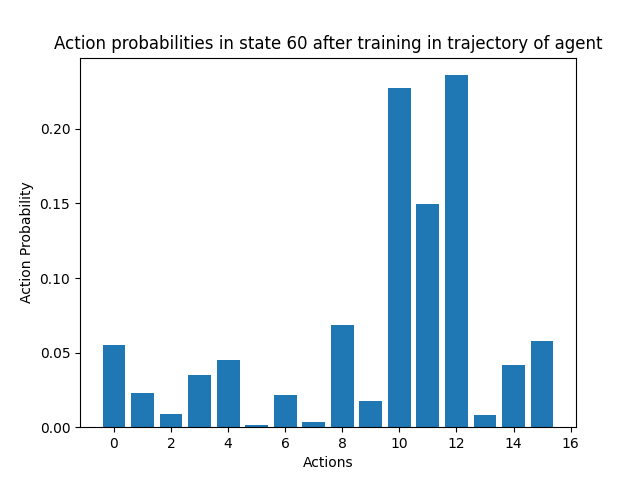 Action probabilities in state 60 after training in trajectory of agent
0.20
0.15
0.10
0.05
0.00
Action Probability
0 2 4 6 8 10 12 14 16
Actions